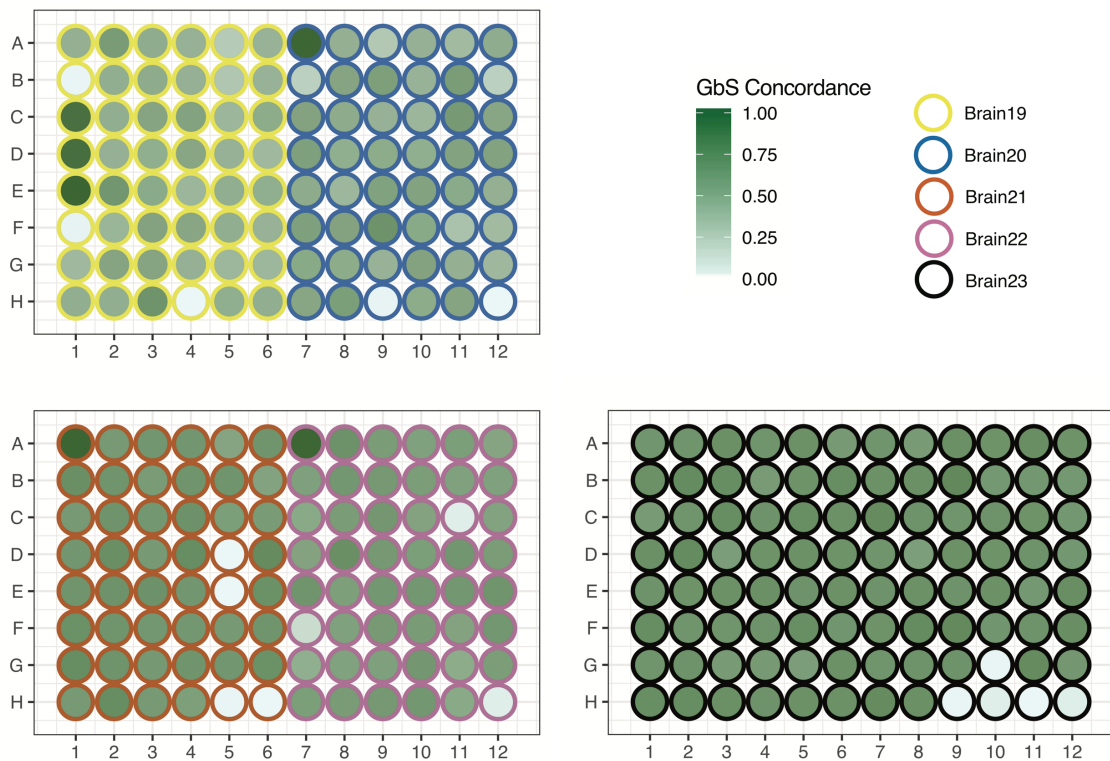 A
B
C
D
E
F
G
H
1 2 3 4 5 6 7 8 9 10 11 12
GbS Concordance
1.00
0.75
0.50
0.25
0.00
Brain19
Brain20
Brain21
Brain22
Brain23
A
B
C
D
E
F
G
H
1 2 3 4 5 6 7 8 9 10 11 12
A
B
C
D
E
F
G
H
1 2 3 4 5 6 7 8 9 10 11 12